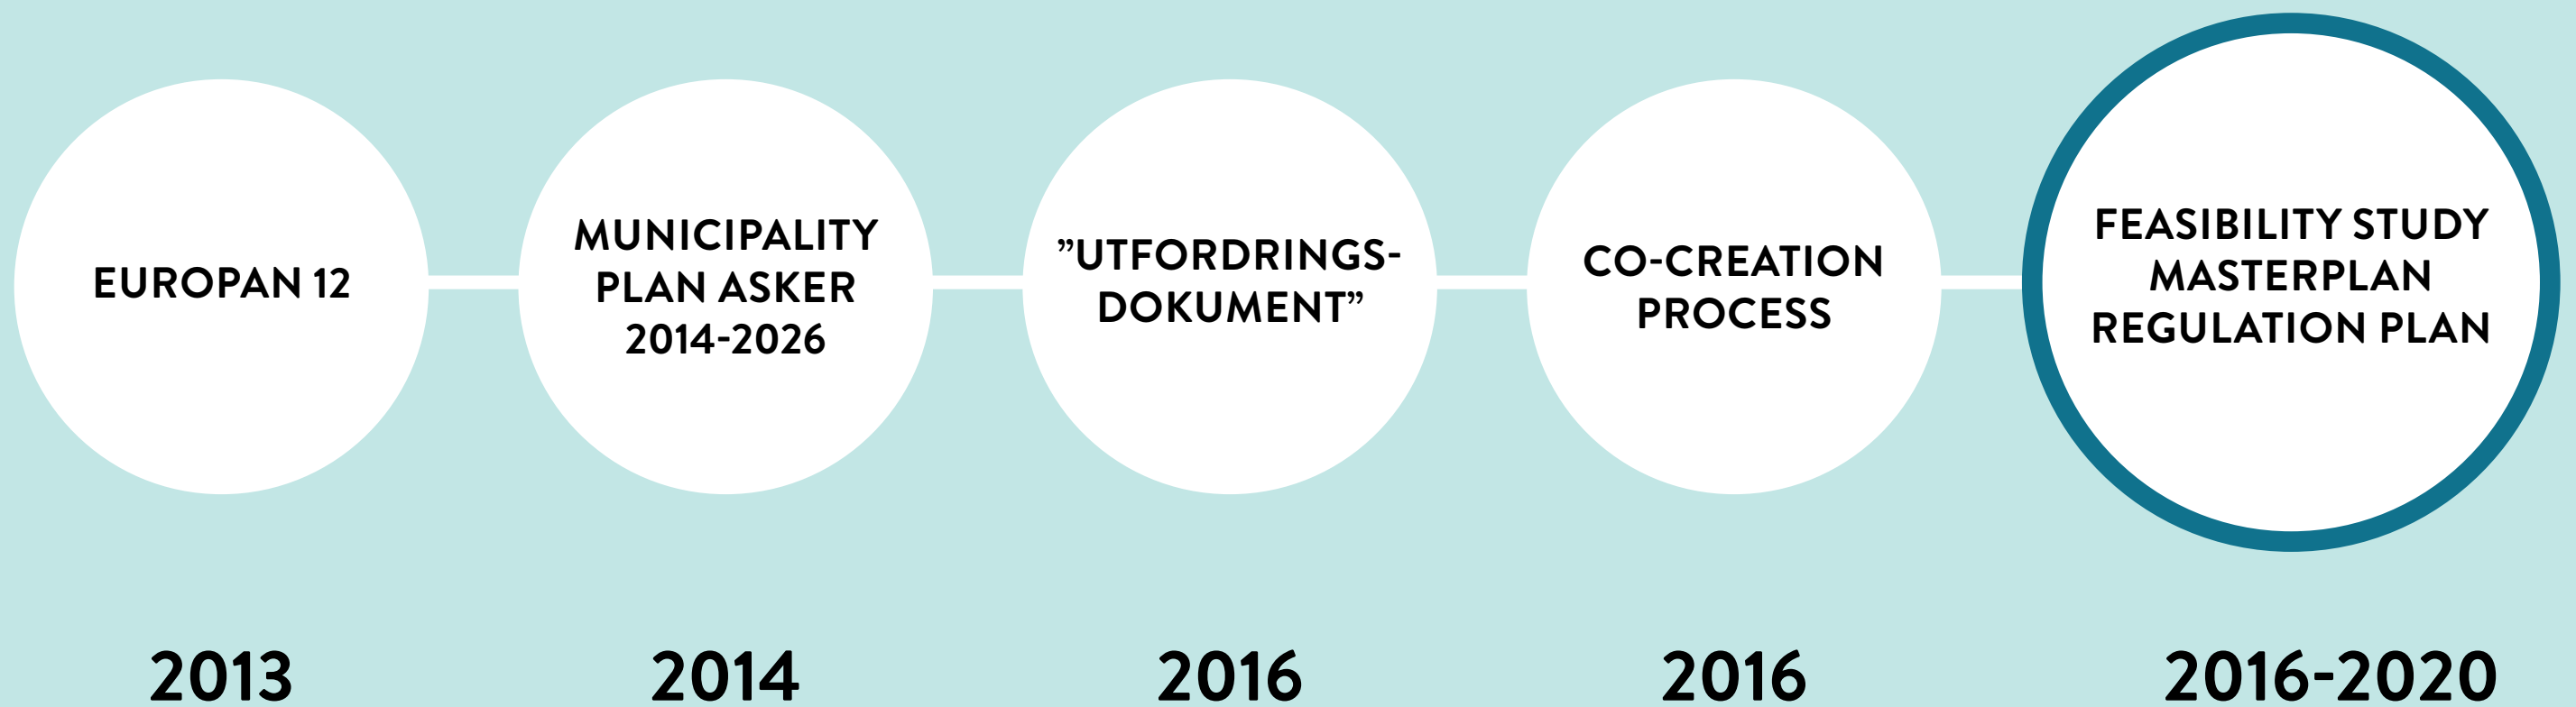 EUROPAN 12
MUNICIPALITY
PLAN ASKER
2014-2026
”UTFORDRINGS-
DOKUMENT”
CO-CREATION
PROCESS
FEASIBILITY STUDY
MASTERPLAN
REGULATION PLAN
2013
2014
2016
2016
2016-2020